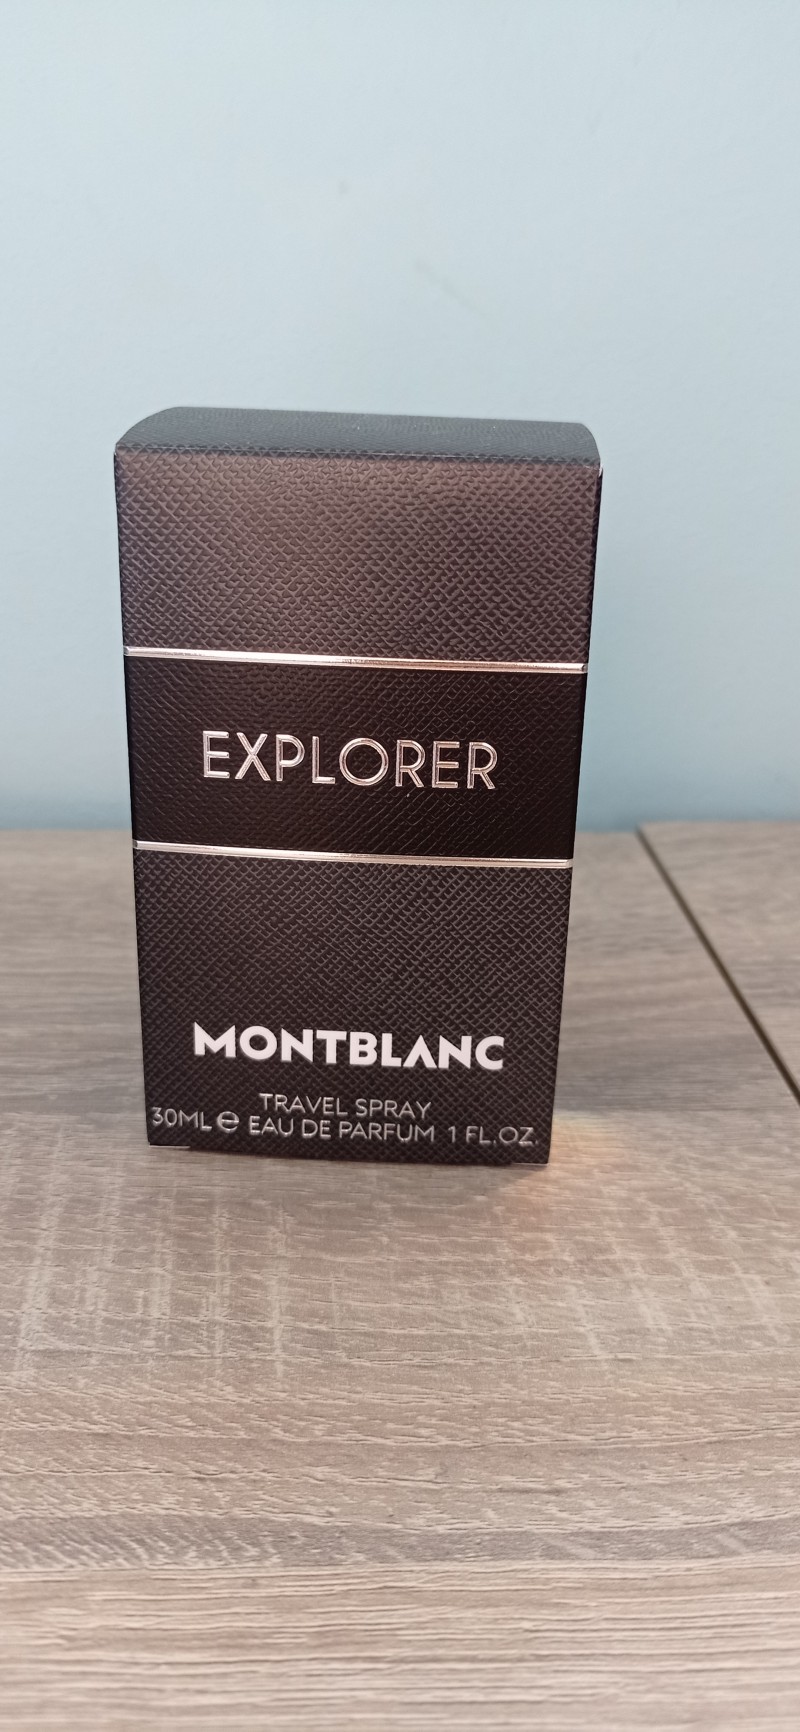 EXPLORER
MONTBLANC
TRAVEL SPRAY
30ML ℮ EAU DE PARFUM 1 FL.OZ.